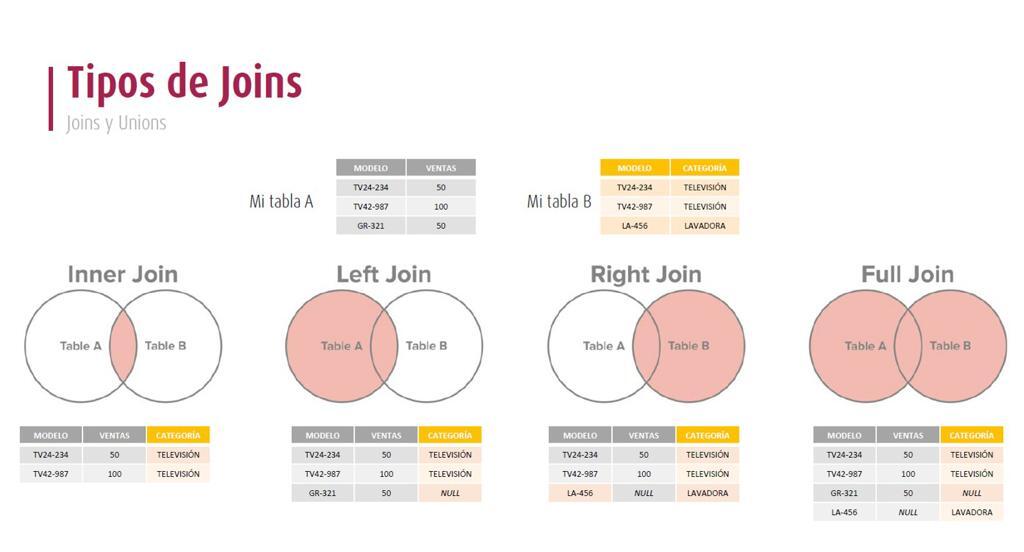 Tipos de Joins
Joins y Unions
Mi tabla A
MODELO VENTAS
TV24-234 50
TV42-987 100
GR-321 50
Mi tabla B
MODELO CATEGORÍA
TV24-234 TELEVISIÓN
TV42-987 TELEVISIÓN
LA-456 LAVADORA
Inner Join
Table A Table B
MODELO VENTAS CATEGORÍA
TV24-234 50 TELEVISIÓN
TV42-987 100 TELEVISIÓN
Left Join
Table A Table B
MODELO VENTAS CATEGORÍA
TV24-234 50 TELEVISIÓN
TV42-987 100 TELEVISIÓN
GR-321 50 NULL
Right Join
Table A Table B
MODELO VENTAS CATEGORÍA
TV24-234 50 TELEVISIÓN
TV42-987 100 TELEVISIÓN
LA-456 NULL LAVADORA
Full Join
Table A Table B
MODELO VENTAS CATEGORÍA
TV24-234 50 TELEVISIÓN
TV42-987 100 TELEVISIÓN
GR-321 50 NULL
LA-456 NULL LAVADORA